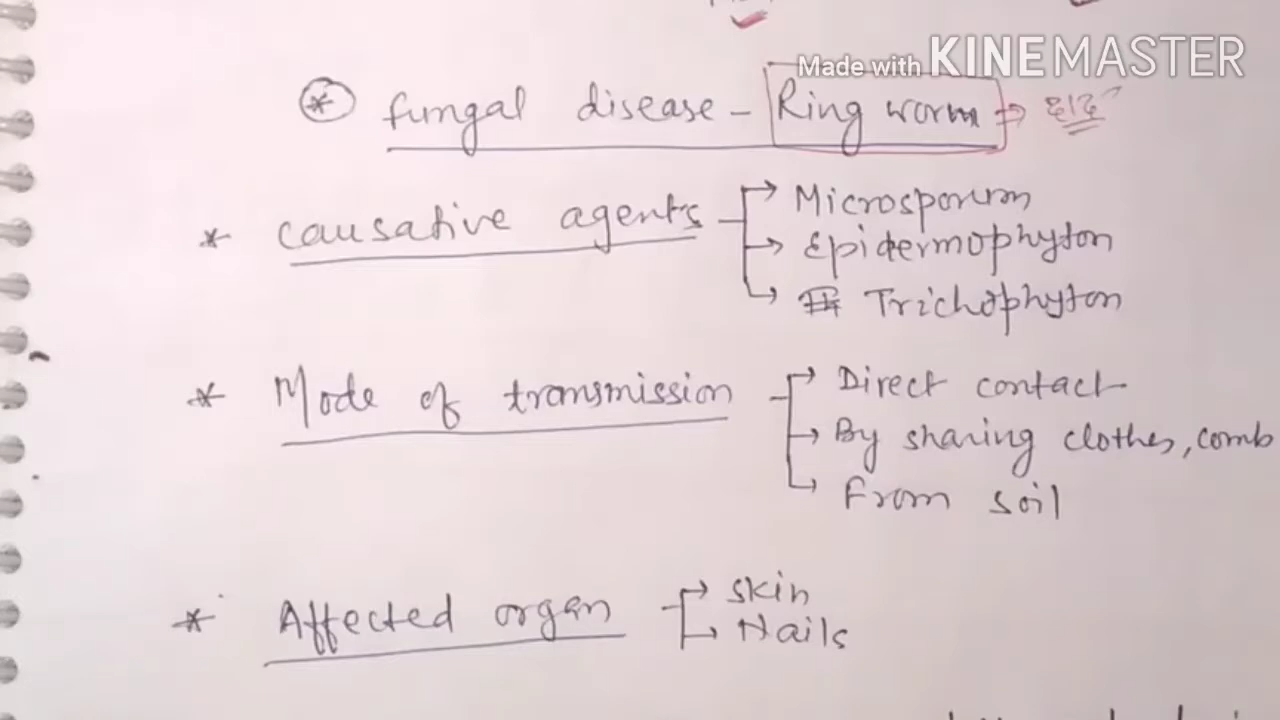 Made with KINEMASTER
* fungal disease - Ring worm ⇒ दाद
* causative agents → Microsporum
→ Epidermophyton
→ Trichophyton
* Mode of transmission → Direct contact
→ By sharing clothes, comb
→ From soil
* Affected organ → skin
→ Nails